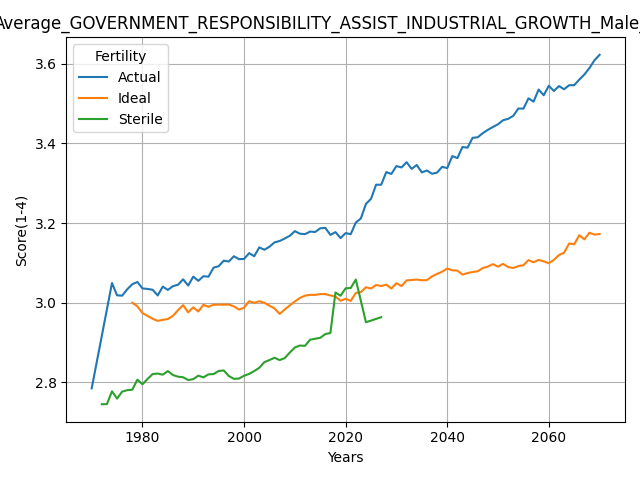 Average_GOVERNMENT_RESPONSIBILITY_ASSIST_INDUSTRIAL_GROWTH_Male_
Fertility
Actual
Ideal
Sterile
3.6
3.4
3.2
3.0
2.8
Score(1-4)
1980 2000 2020 2040 2060
Years